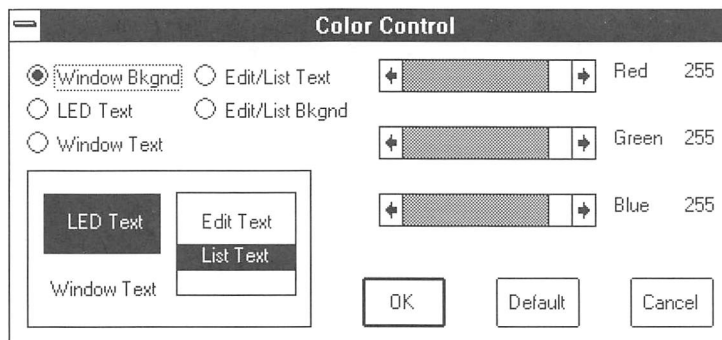 Color Control
Window Bkgnd
Edit/List Text
LED Text
Edit/List Bkgnd
Window Text
Red 255
Green 255
Blue 255
LED Text
Edit Text
List Text
Window Text
OK
Default
Cancel